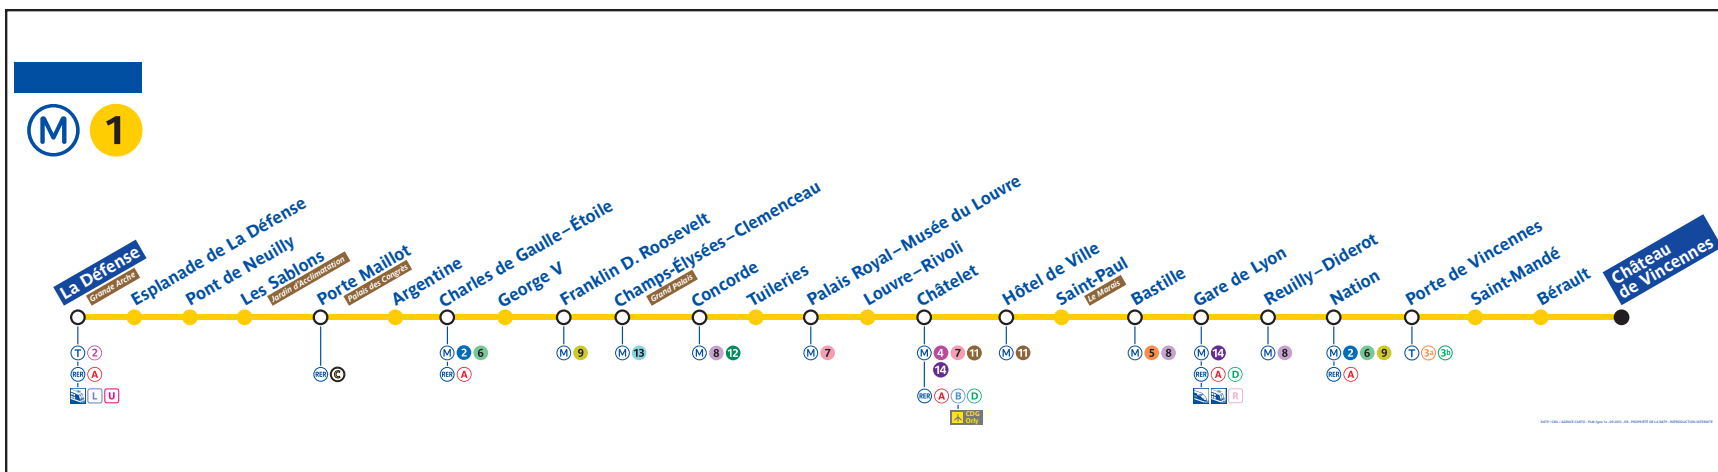 M 1
La Défense
Grande Arche
Esplanade de La Défense
Pont de Neuilly
Les Sablons
Jardin d'Acclimatation
Porte Maillot
Palais des Congrès
Argentine
Charles de Gaulle–Étoile
George V
Franklin D. Roosevelt
Champs-Élysées–Clemenceau
Grand Palais
Concorde
Tuileries
Palais Royal–Musée du Louvre
Louvre–Rivoli
Châtelet
Hôtel de Ville
Saint-Paul
Le Marais
Bastille
Gare de Lyon
Reuilly–Diderot
Nation
Porte de Vincennes
Saint-Mandé
Bérault
Château
de Vincennes
T 2
RER A
L U
RER C
M 2 6
RER A
M 9
M 13
M 8 12
M 7
M 4 7 11
14
RER A B D
CDG
Orly
M 11
M 5 8
M 14
RER A D
R
M 8
M 2 6 9
RER A
T 3a 3b